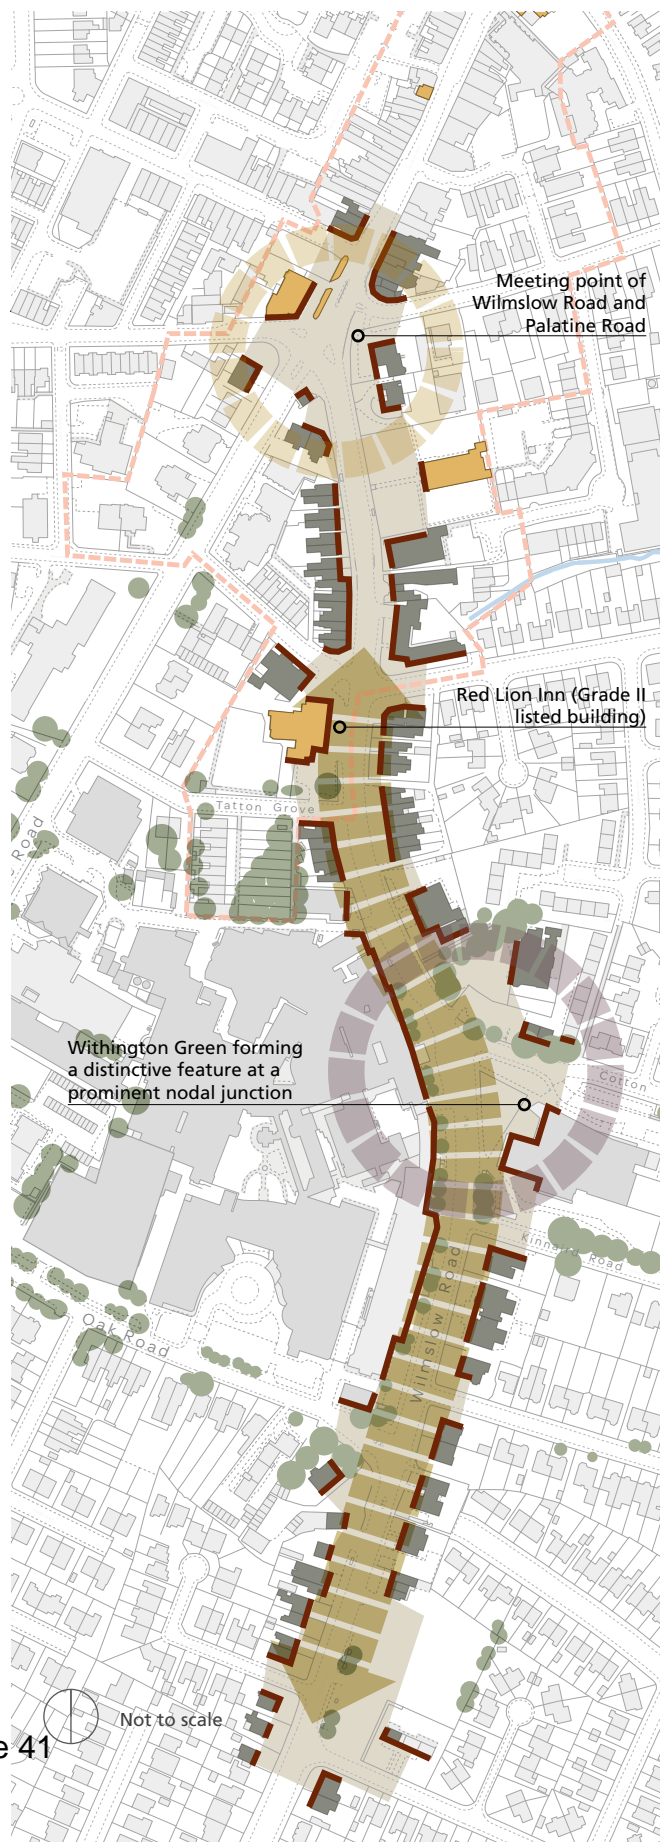 Meeting point of
Wilmslow Road and
Palatine Road
Red Lion Inn (Grade II
listed building)
Tatton Grove
Road
Withington Green forming
a distinctive feature at a
prominent nodal junction
Cotton
Kinnaird Road
Wilmslow Road
Oak Road
Not to scale
e 41